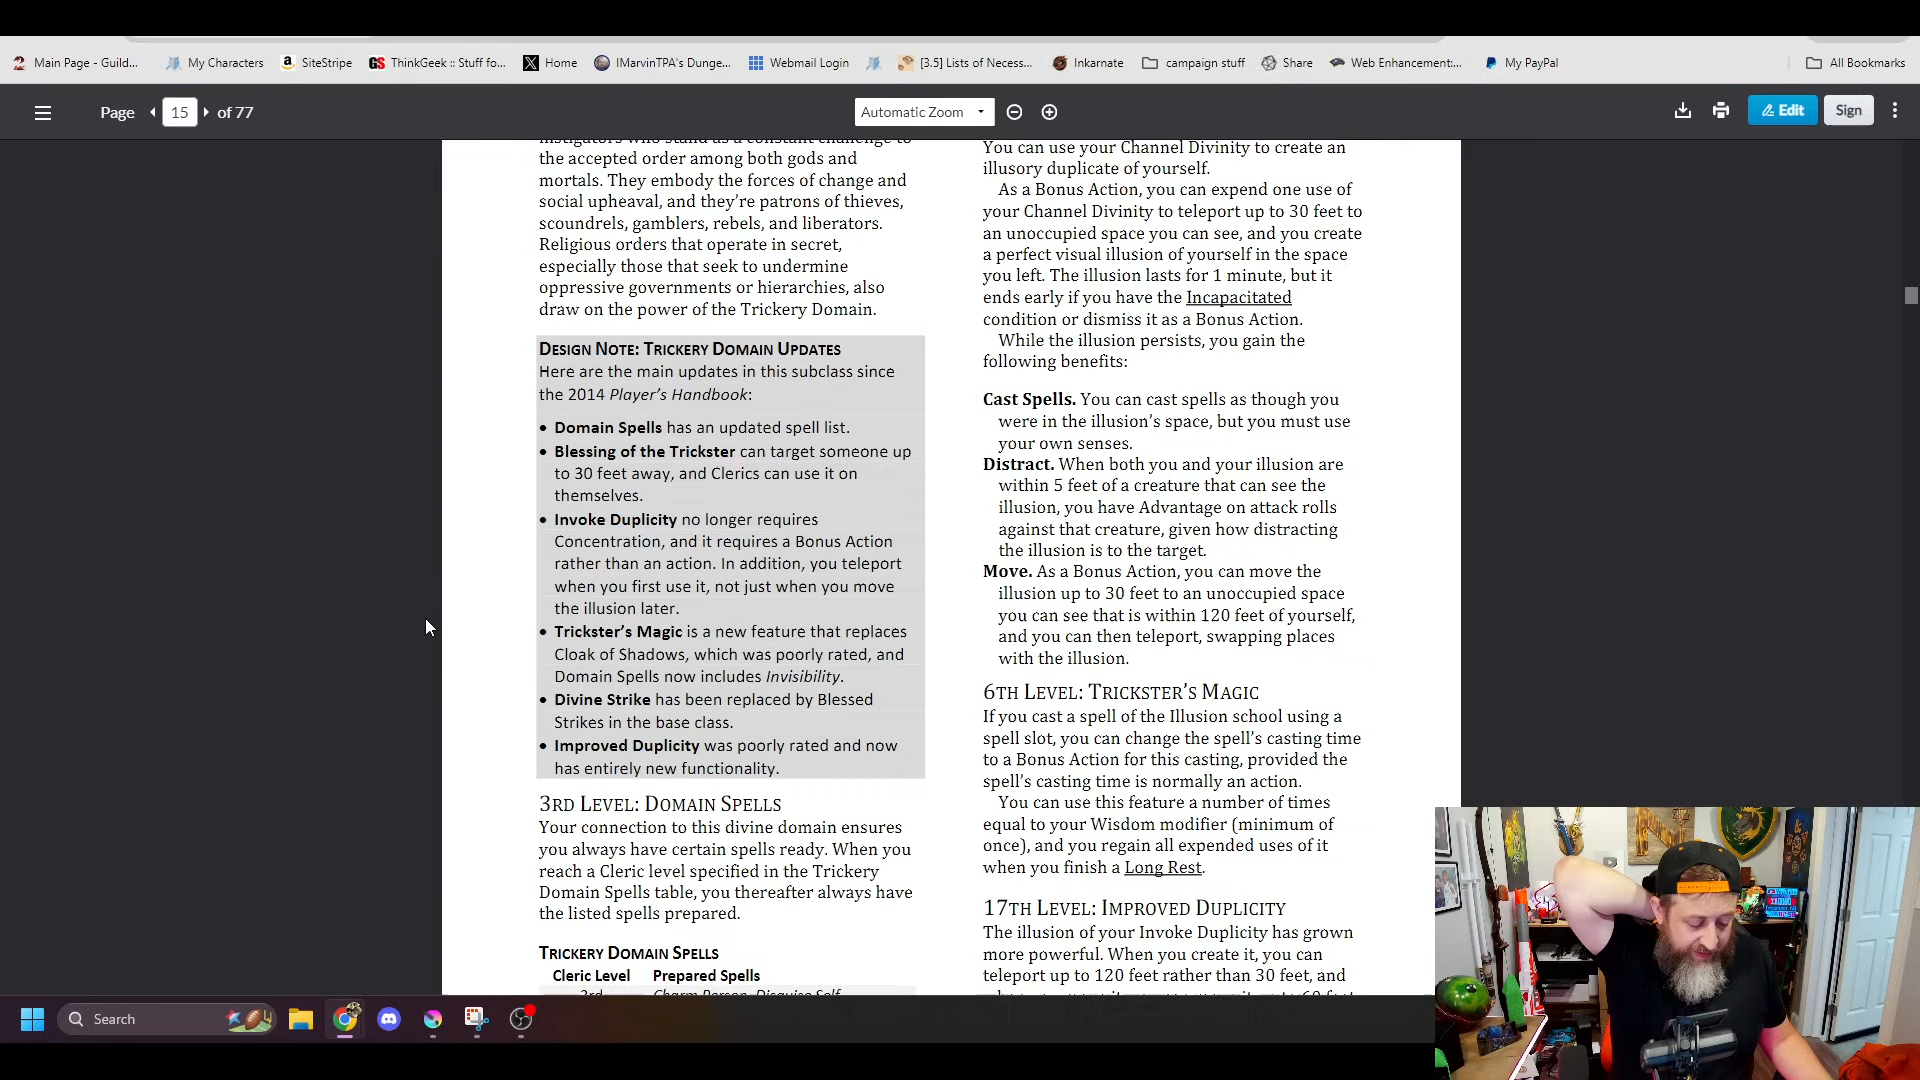 Main Page - Guild...
My Characters
SiteStripe
ThinkGeek :: Stuff fo...
Home
IMarvinTPA's Dunge...
Webmail Login
[3.5] Lists of Necess...
Inkarnate
campaign stuff
Share
Web Enhancement:...
My PayPal
All Bookmarks
Page 15 of 77
Automatic Zoom
Edit
Sign
the accepted order among both gods and
mortals. They embody the forces of change and
social upheaval, and they're patrons of thieves,
scoundrels, gamblers, rebels, and liberators.
Religious orders that operate in secret,
especially those that seek to undermine
oppressive governments or hierarchies, also
draw on the power of the Trickery Domain.
DESIGN NOTE: TRICKERY DOMAIN UPDATES
Here are the main updates in this subclass since
the 2014 Player's Handbook:
• Domain Spells has an updated spell list.
• Blessing of the Trickster can target someone up
to 30 feet away, and Clerics can use it on
themselves.
• Invoke Duplicity no longer requires
Concentration, and it requires a Bonus Action
rather than an action. In addition, you teleport
when you first use it, not just when you move
the illusion later.
• Trickster's Magic is a new feature that replaces
Cloak of Shadows, which was poorly rated, and
Domain Spells now includes Invisibility.
• Divine Strike has been replaced by Blessed
Strikes in the base class.
• Improved Duplicity was poorly rated and now
has entirely new functionality.
3RD LEVEL: DOMAIN SPELLS
Your connection to this divine domain ensures
you always have certain spells ready. When you
reach a Cleric level specified in the Trickery
Domain Spells table, you thereafter always have
the listed spells prepared.
TRICKERY DOMAIN SPELLS
Cleric Level Prepared Spells
3rd Charm Person, Disguise Self
You can use your Channel Divinity to create an
illusory duplicate of yourself.
As a Bonus Action, you can expend one use of
your Channel Divinity to teleport up to 30 feet to
an unoccupied space you can see, and you create
a perfect visual illusion of yourself in the space
you left. The illusion lasts for 1 minute, but it
ends early if you have the Incapacitated
condition or dismiss it as a Bonus Action.
While the illusion persists, you gain the
following benefits:
Cast Spells. You can cast spells as though you
were in the illusion's space, but you must use
your own senses.
Distract. When both you and your illusion are
within 5 feet of a creature that can see the
illusion, you have Advantage on attack rolls
against that creature, given how distracting
the illusion is to the target.
Move. As a Bonus Action, you can move the
illusion up to 30 feet to an unoccupied space
you can see that is within 120 feet of yourself,
and you can then teleport, swapping places
with the illusion.
6TH LEVEL: TRICKSTER'S MAGIC
If you cast a spell of the Illusion school using a
spell slot, you can change the spell's casting time
to a Bonus Action for this casting, provided the
spell's casting time is normally an action.
You can use this feature a number of times
equal to your Wisdom modifier (minimum of
once), and you regain all expended uses of it
when you finish a Long Rest.
17TH LEVEL: IMPROVED DUPLICITY
The illusion of your Invoke Duplicity has grown
more powerful. When you create it, you can
teleport up to 120 feet rather than 30 feet, and
Search